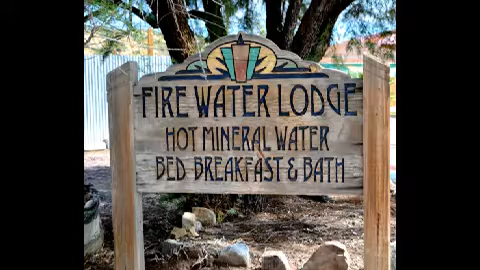 FIRE WATER LODGE
HOT MINERAL WATER
BED BREAKFAST & BATH